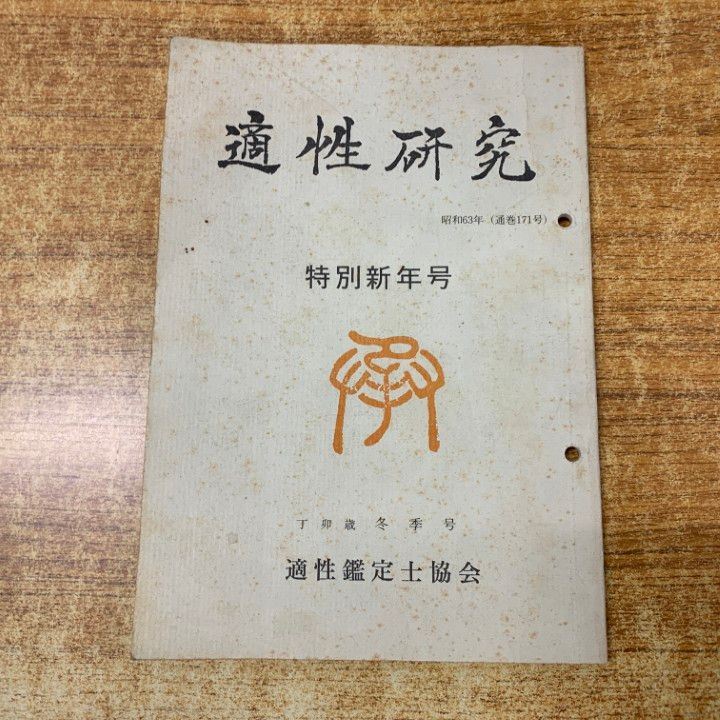 適性研究
昭和63年（通巻171号）
特別新年号
承
丁卯歳冬季号
適性鑑定士協会